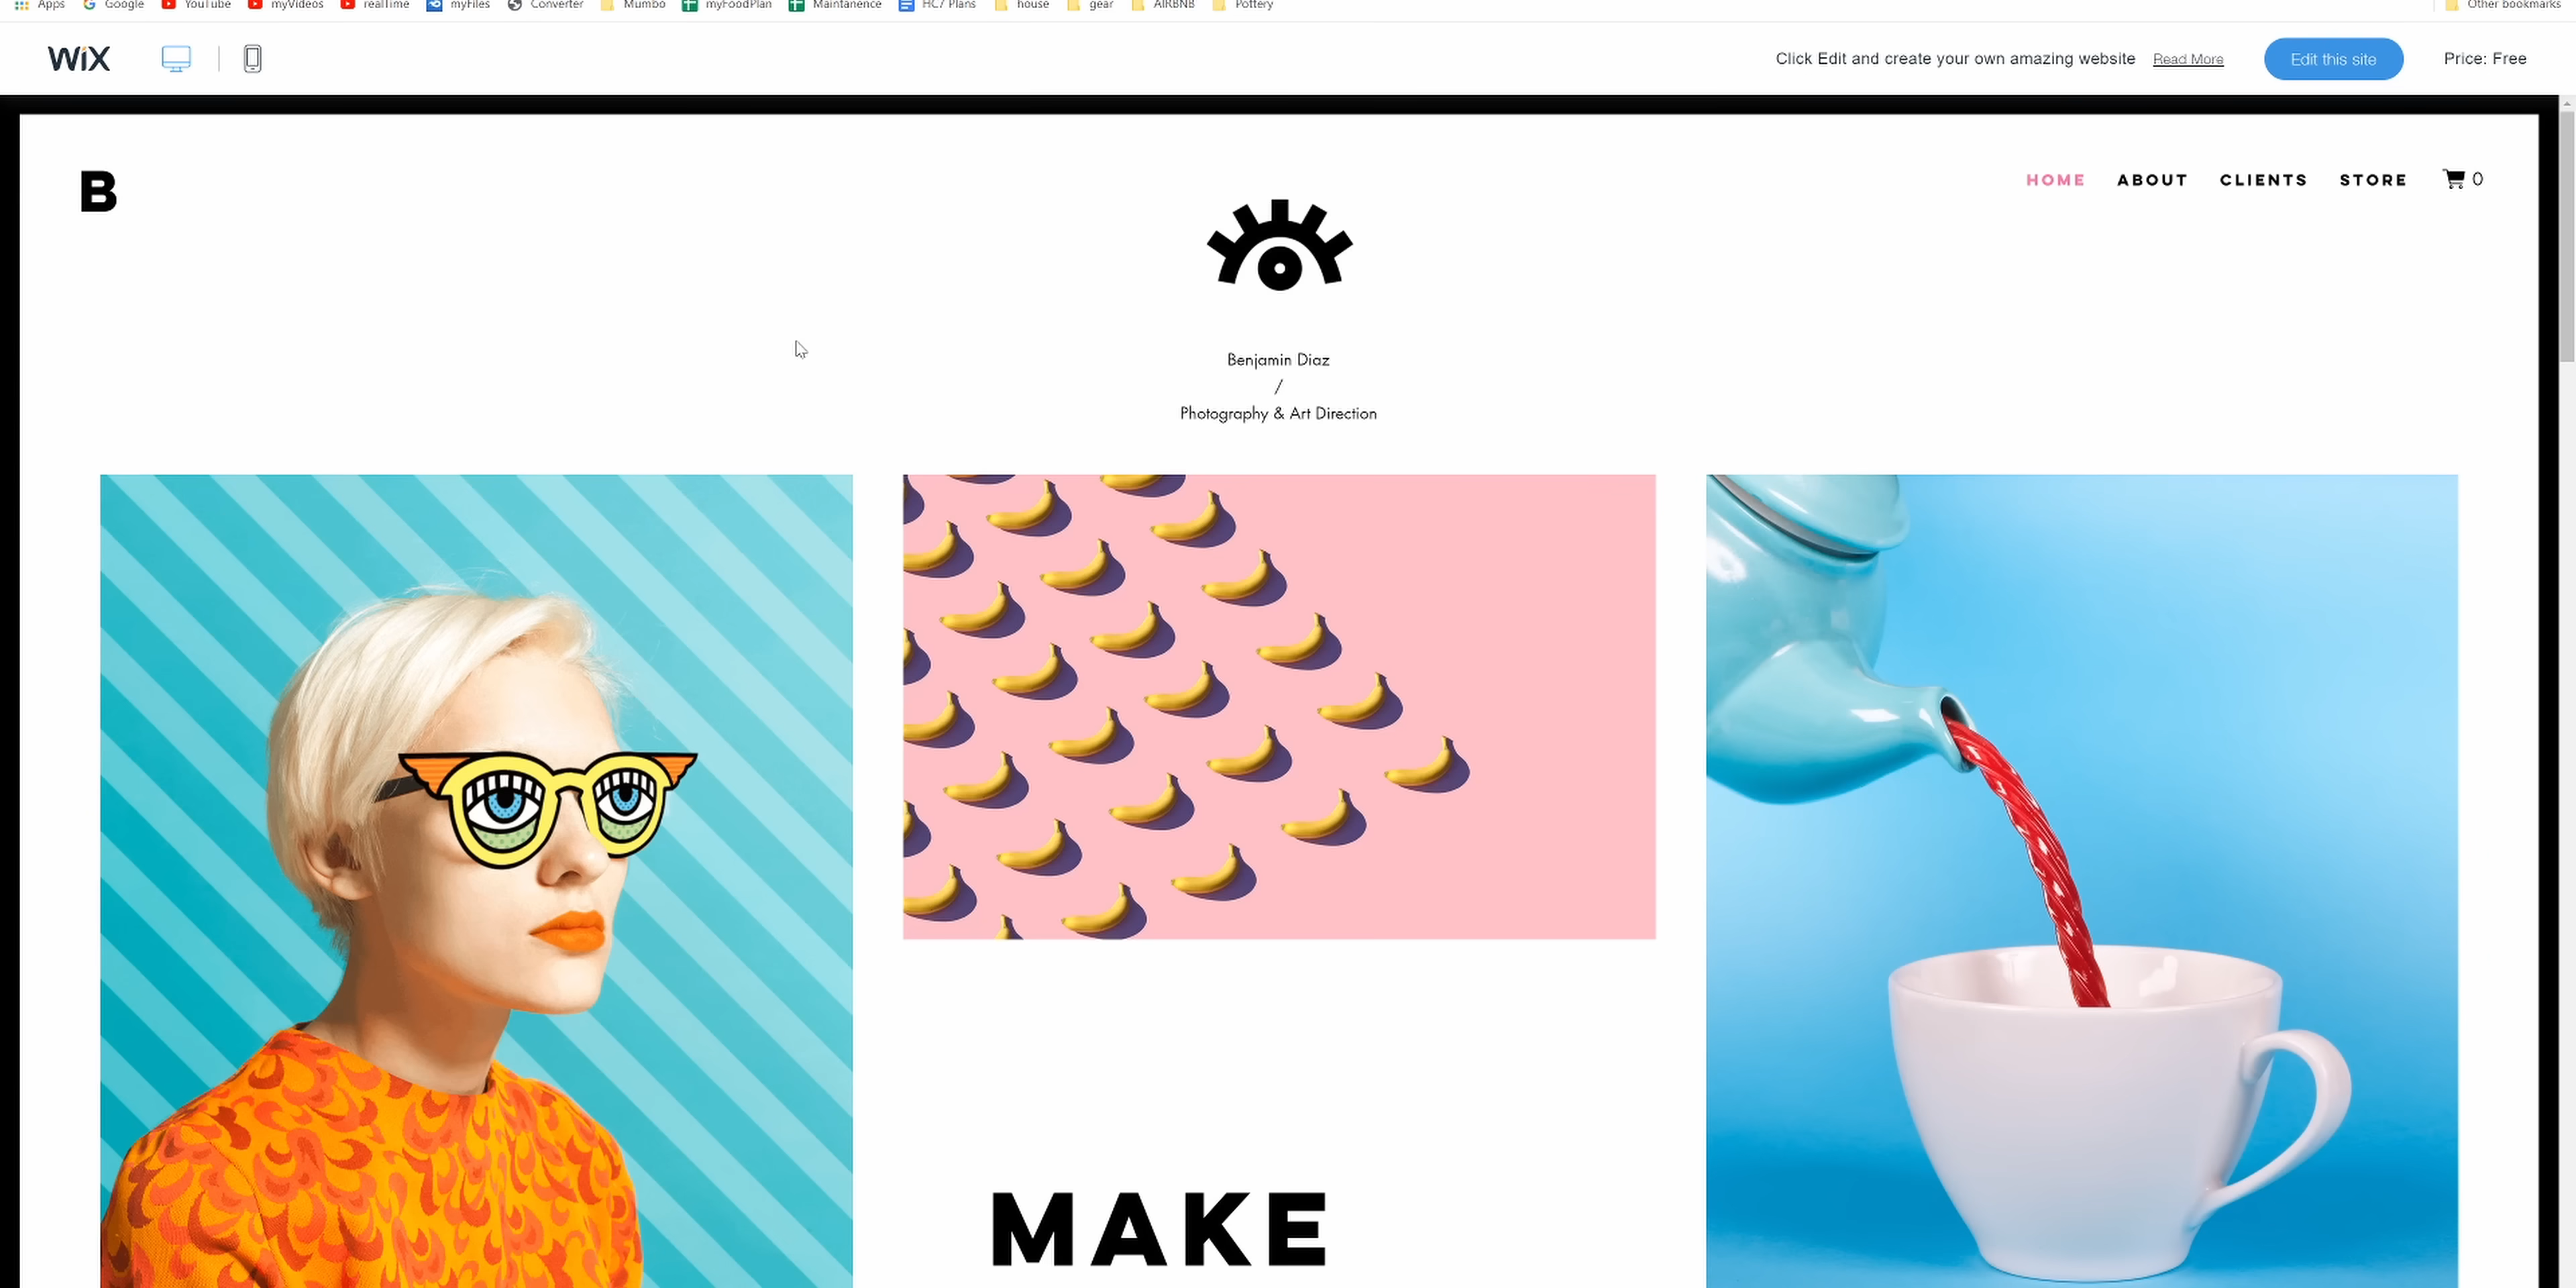 Apps Google YouTube myVideos realTime myFiles Converter Mumbo myFoodPlan Maintanence HC7 Plans house gear AIRBNB Pottery Other bookmarks
WiX Click Edit and create your own amazing website Read More Edit this site Price: Free
B HOME ABOUT CLIENTS STORE 0
Benjamin Diaz
/
Photography & Art Direction
MAKE